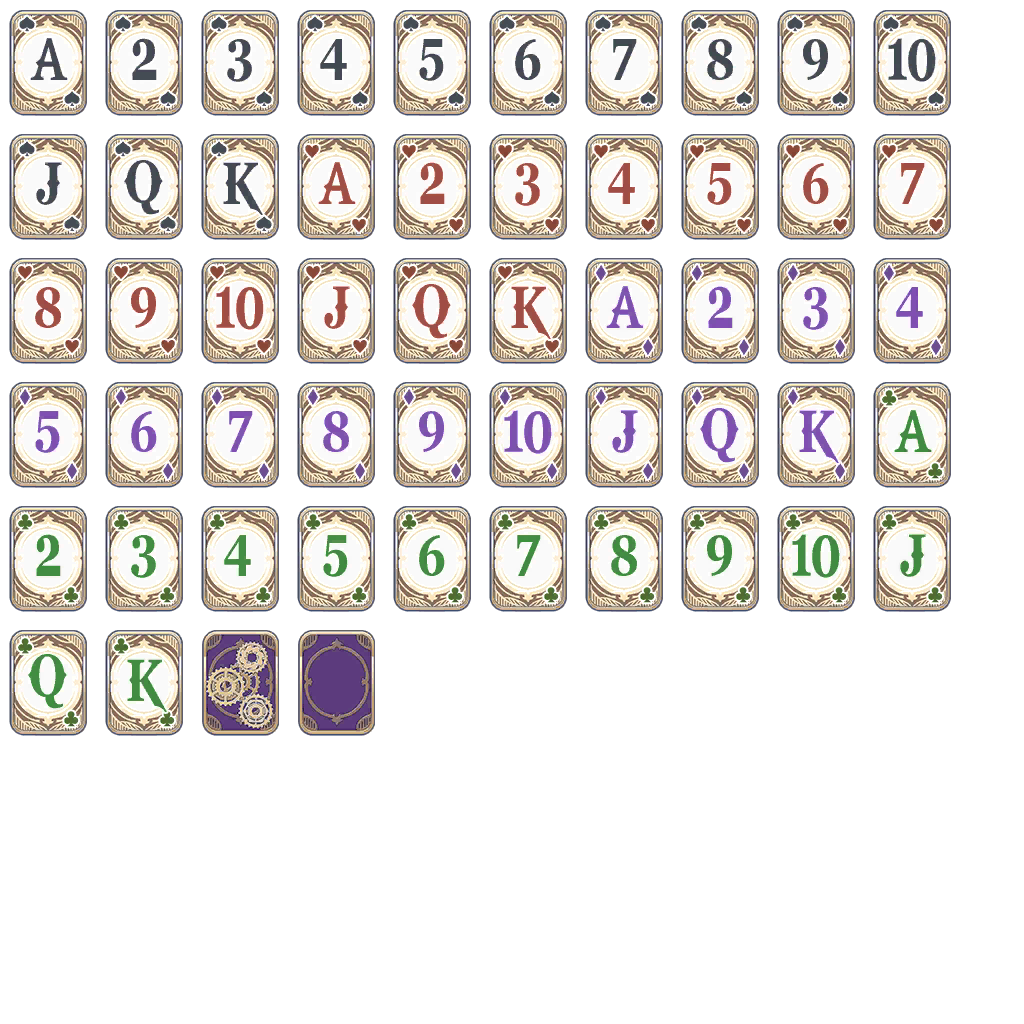 A 2 3 4 5 6 7 8 9 10
J Q K A 2 3 4 5 6 7
8 9 10 J Q K A 2 3 4
5 6 7 8 9 10 J Q K A
2 3 4 5 6 7 8 9 10 J
Q K